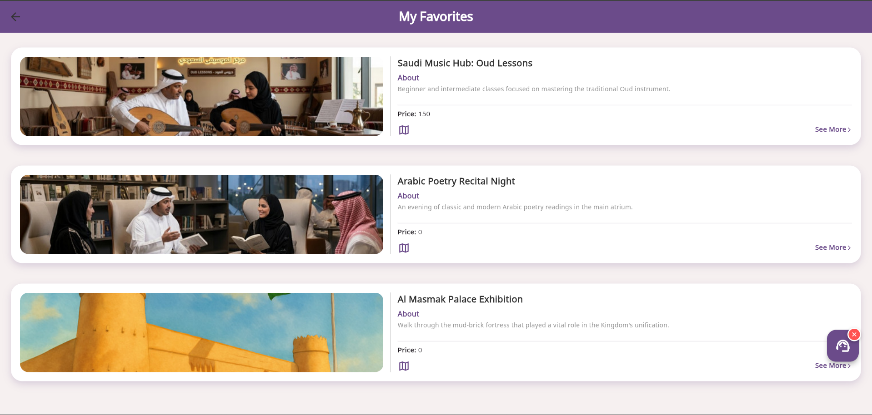 My Favorites
مركز الموسيقى السعودي
Saudi Music Hub: Oud Lessons
About
Beginner and intermediate classes focused on mastering the traditional Oud instrument.
Price: 150
See More
Arabic Poetry Recital Night
About
An evening of classic and modern Arabic poetry readings in the main atrium.
Price: 0
See More
Al Masmak Palace Exhibition
About
Walk through the mud-brick fortress that played a vital role in the Kingdom's unification.
Price: 0
See More